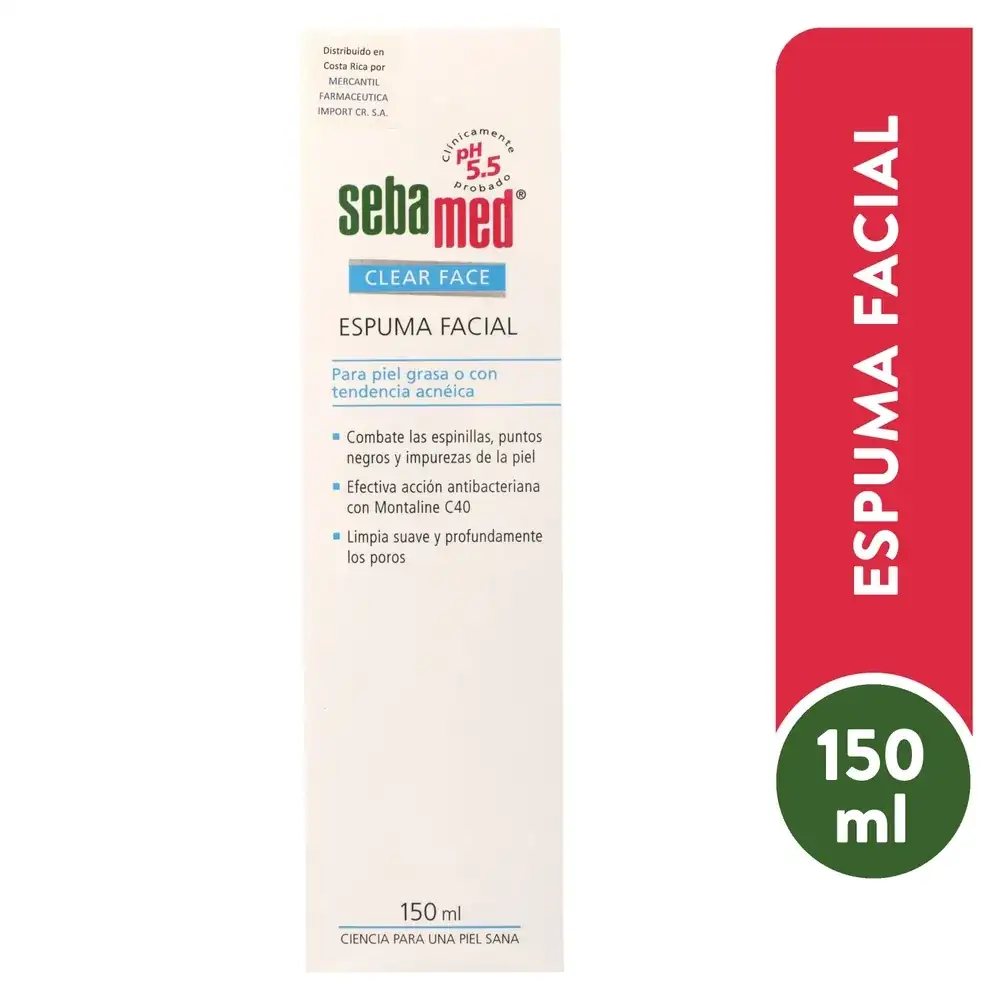 Distribuido en
Costa Rica por
MERCANTIL
FARMACEUTICA
IMPORT CR. S.A.
Clínicamente
pH
5.5
probado
sebamed®
CLEAR FACE
ESPUMA FACIAL
Para piel grasa o con
tendencia acnéica
▪ Combate las espinillas, puntos
negros y impurezas de la piel
▪ Efectiva acción antibacteriana
con Montaline C40
▪ Limpia suave y profundamente
los poros
150 ml
CIENCIA PARA UNA PIEL SANA
ESPUMA FACIAL
150
ml